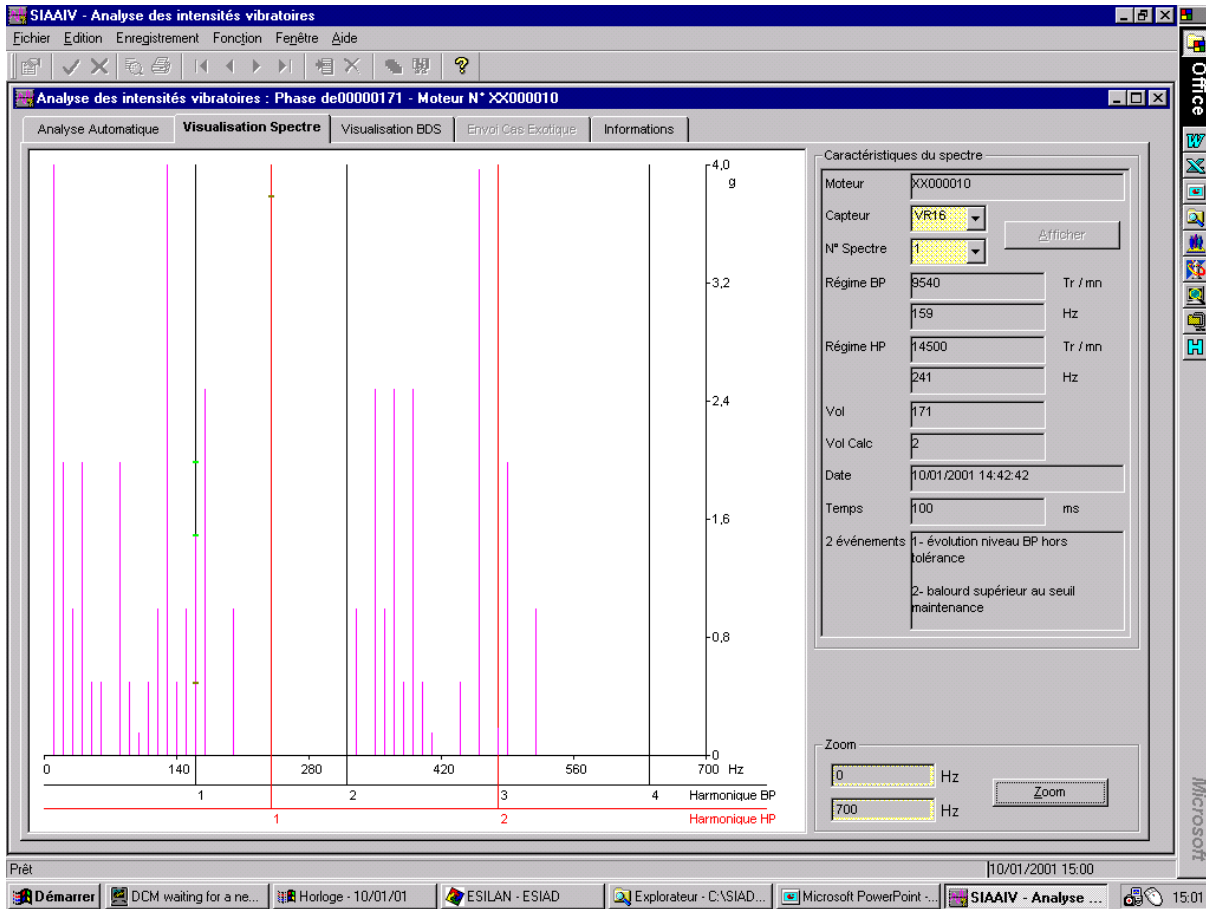 SIAAIV - Analyse des intensités vibratoires
Fichier Edition Enregistrement Fonction Fenêtre Aide
Office
Analyse des intensités vibratoires : Phase de00000171 - Moteur N° XX000010
Analyse Automatique Visualisation Spectre Visualisation BDS Envoi Cas Exotique Informations
4,0
g
3,2
2,4
1,6
0,8
0
0 140 280 420 560 700 Hz
1 2 3 4 Harmonique BP
1 2 Harmonique HP
Caractéristiques du spectre
Moteur XX000010
Capteur VR16
Afficher
N° Spectre 1
Régime BP 9540 Tr / mn
159 Hz
Régime HP 14500 Tr / mn
241 Hz
Vol 171
Vol Calc 2
Date 10/01/2001 14:42:42
Temps 100 ms
2 événements 1- évolution niveau BP hors
tolérance
2- balourd supérieur au seuil
maintenance
Zoom
0 Hz
Zoom
700 Hz
Microsoft
Prêt 10/01/2001 15:00
Démarrer DCM waiting for a ne... Horloge - 10/01/01 ESILAN - ESIAD Explorateur - C:\SIAD... Microsoft PowerPoint -... SIAAIV - Analyse ... 15:01